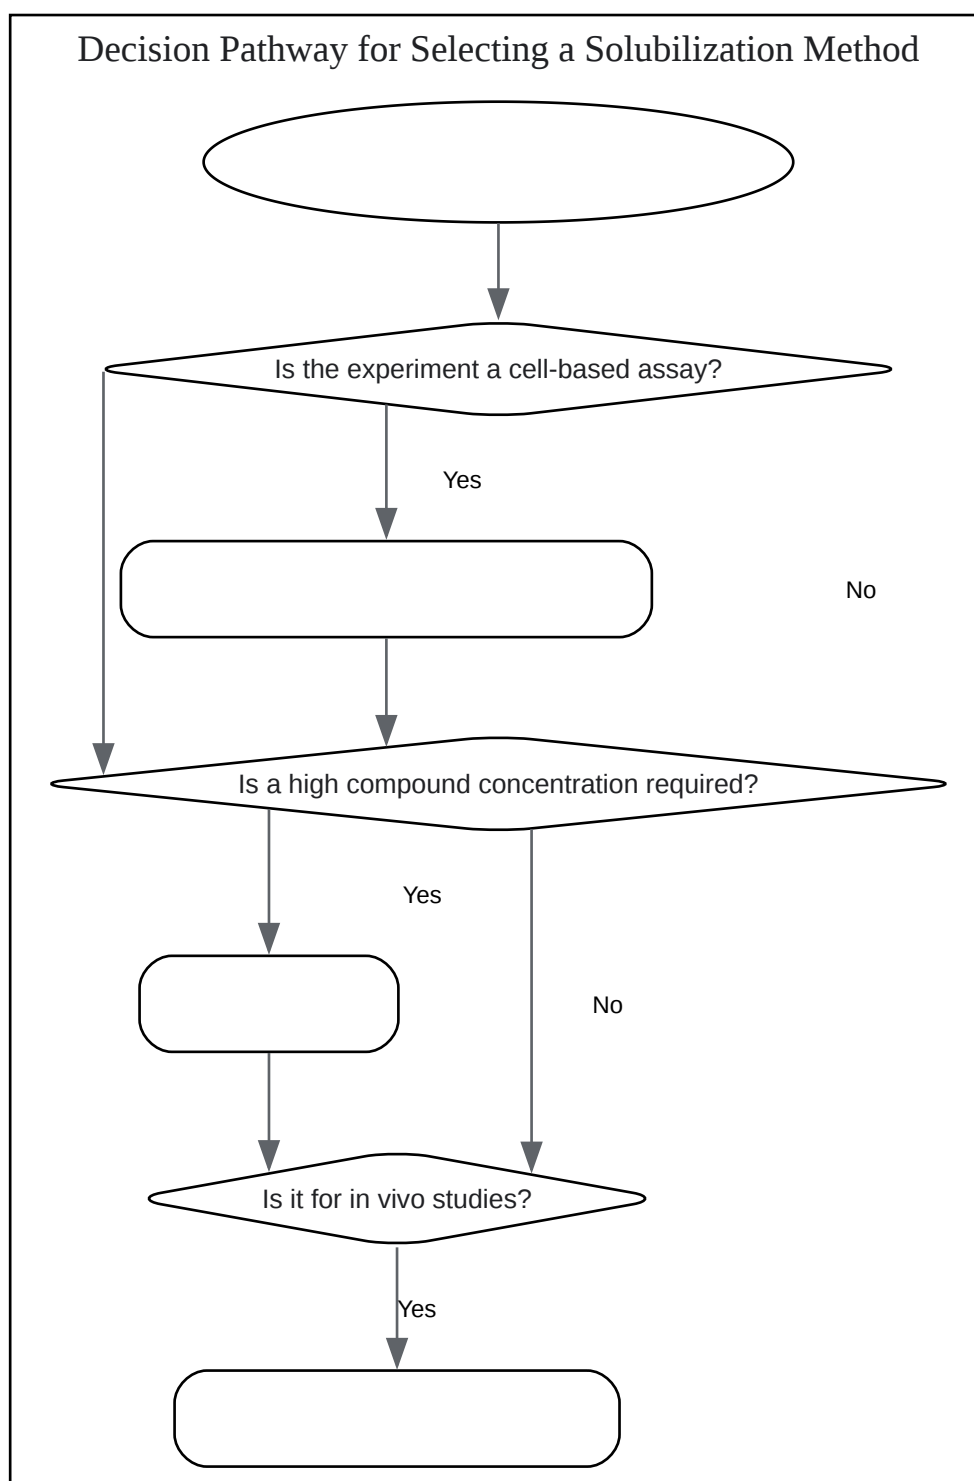 Decision Pathway for Selecting a Solubilization Method
Is the experiment a cell-based assay?
Yes
No
Is a high compound concentration required?
Yes
No
Is it for in vivo studies?
Yes